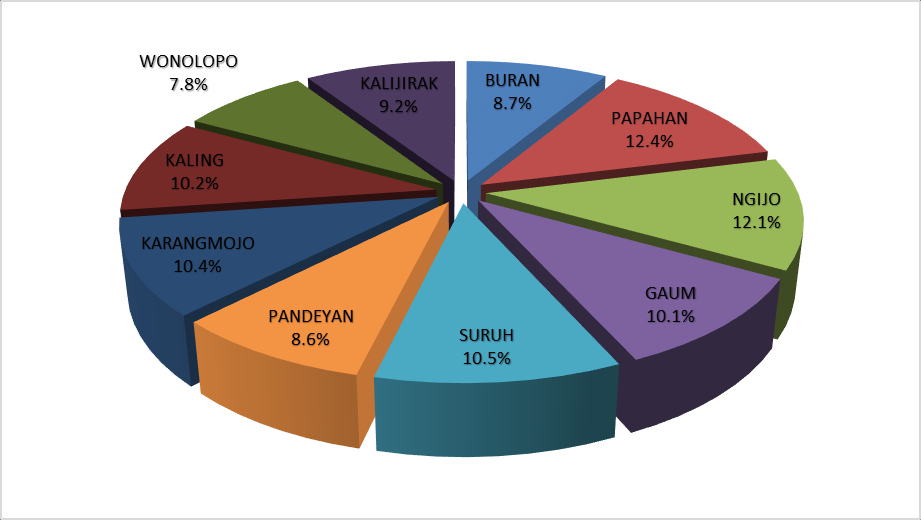 BURAN
8.7%
PAPAHAN
12.4%
NGIJO
12.1%
GAUM
10.1%
SURUH
10.5%
PANDEYAN
8.6%
KARANGMOJO
10.4%
KALING
10.2%
WONOLOPO
7.8%
KALIJIRAK
9.2%